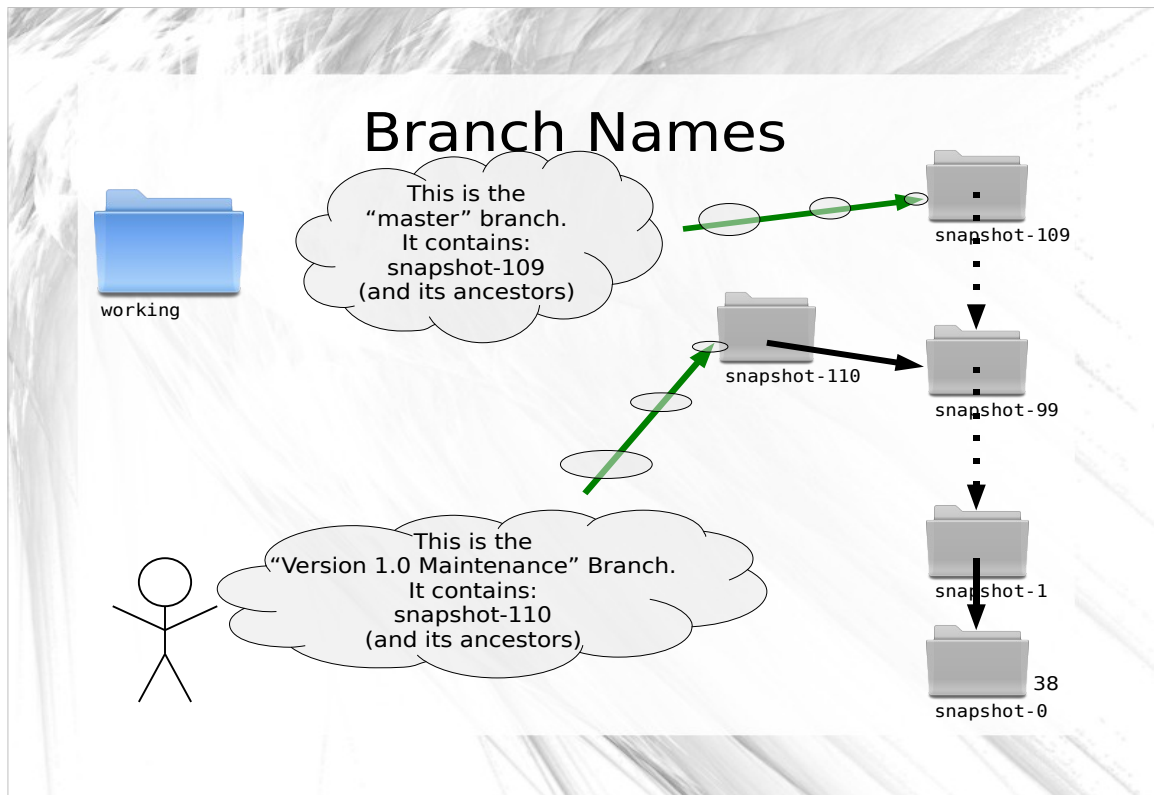 Branch Names
This is the
“master” branch.
It contains:
snapshot-109
(and its ancestors)
working
snapshot-109
snapshot-110
snapshot-99
This is the
“Version 1.0 Maintenance” Branch.
It contains:
snapshot-110
(and its ancestors)
snapshot-1
38
snapshot-0